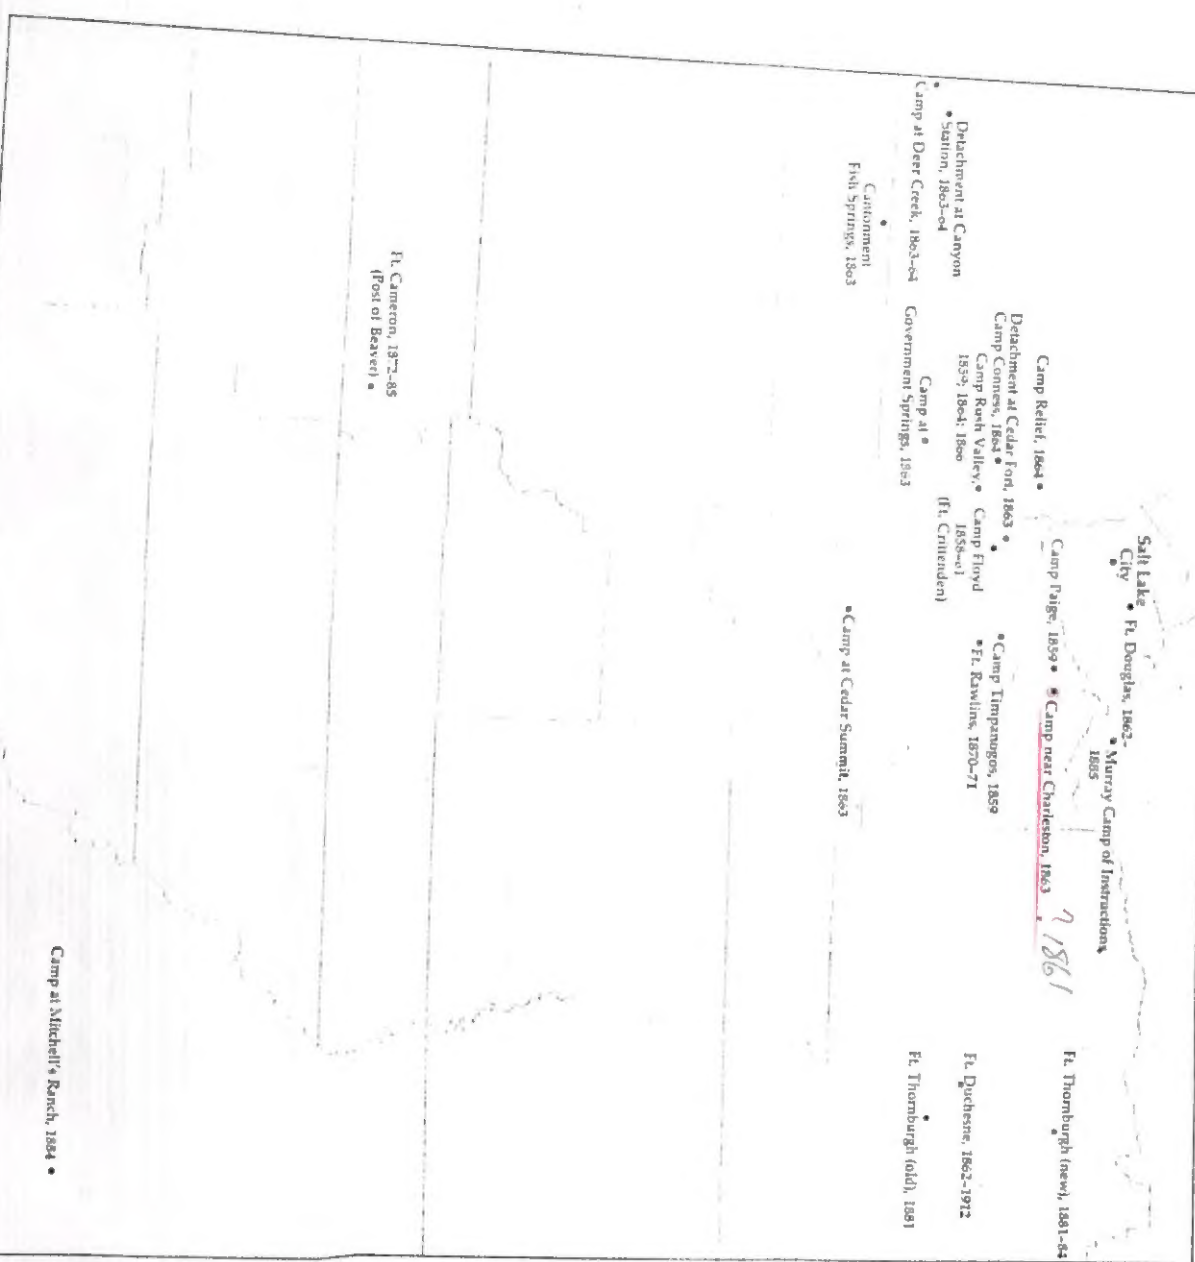 Salt Lake
City
Ft. Douglas, 1862-
Murray Camp of Instructions,
1885
Camp Relief, 1864
Camp Paige, 1859
Camp near Charleston, 1863
? 1861
Ft. Thornburgh (new), 1881-84
Detachment at Cedar Fort, 1863
Camp Conness, 1864
Camp Rush Valley,
1859; 1864; 1866
Camp Floyd
1858-61
(Ft. Crittenden)
Camp Timpanogos, 1859
Ft. Rawlins, 1870-71
Ft. Duchesne, 1862-1912
Detachment at Canyon
Station, 1863-64
Camp at Deer Creek, 1863-64
Camp at
Government Springs, 1863
Ft. Thornburgh (old), 1881
Cantonment
Fish Springs, 1863
Camp at Cedar Summit, 1863
Ft. Cameron, 1872-85
(Post of Beaver)
Camp at Mitchell's Ranch, 1884